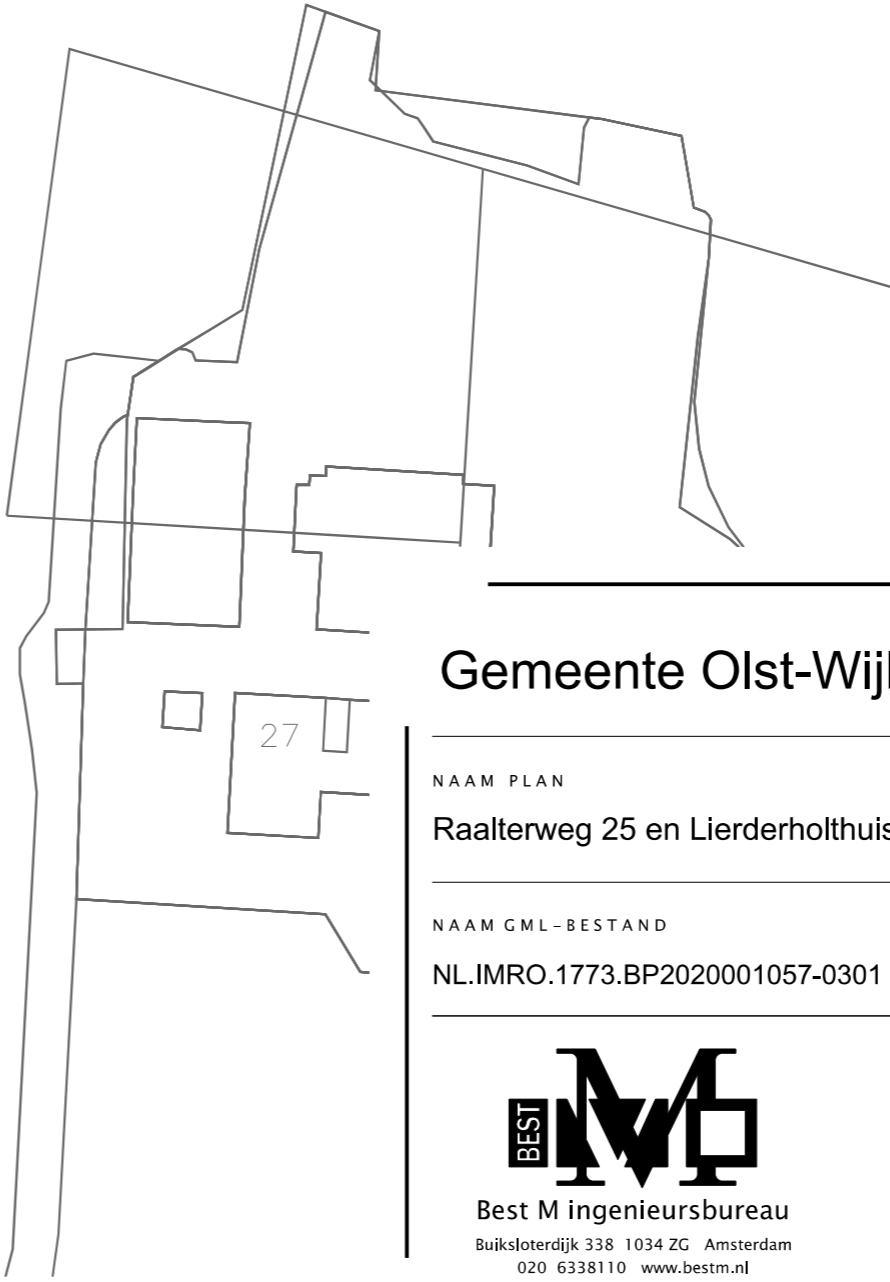 27
Gemeente Olst-Wij
NAAM PLAN
Raalterweg 25 en Lierderholthuis
NAAM GML-BESTAND
NL.IMRO.1773.BP2020001057-0301
BEST M
Best M ingenieursbureau
Buiksloterdijk 338 1034 ZG Amsterdam
020 6338110 www.bestm.nl